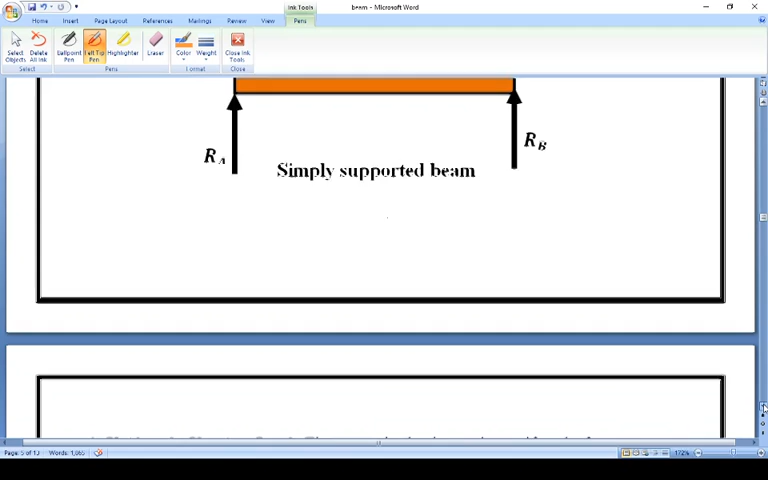 Ink Tools
beam - Microsoft Word
Home Insert Page Layout References Mailings Review View Pens
Select Objects
Delete All Ink
Ballpoint Pen
Felt Tip Pen
Highlighter
Eraser
Color
Weight
Close Ink Tools
Select Pens Format Close
R_A
R_B
Simply supported beam
Page: 5 of 13 Words: 1,065
172%